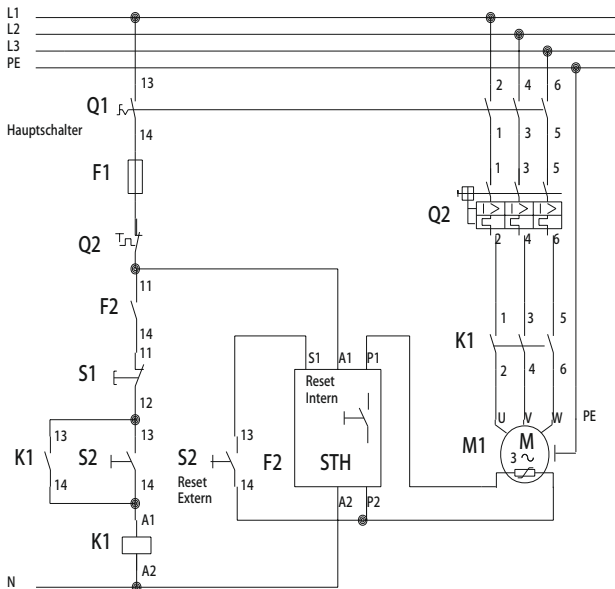 L1
L2
L3
PE
13
2 4 6
Q1
Hauptschalter
14
1 3 5
F1
1 3 5
Q2
Q2
2 4 6
11
F2
14
1 3 5
K1
2 4 6
11
S1
12
S1 A1 P1
Reset
Intern
U V W
PE
M1
M
3 ~
13
K1
14
13
S2
14
13
S2
Reset
Extern
14
F2
STH
A2 P2
A1
K1
A2
N